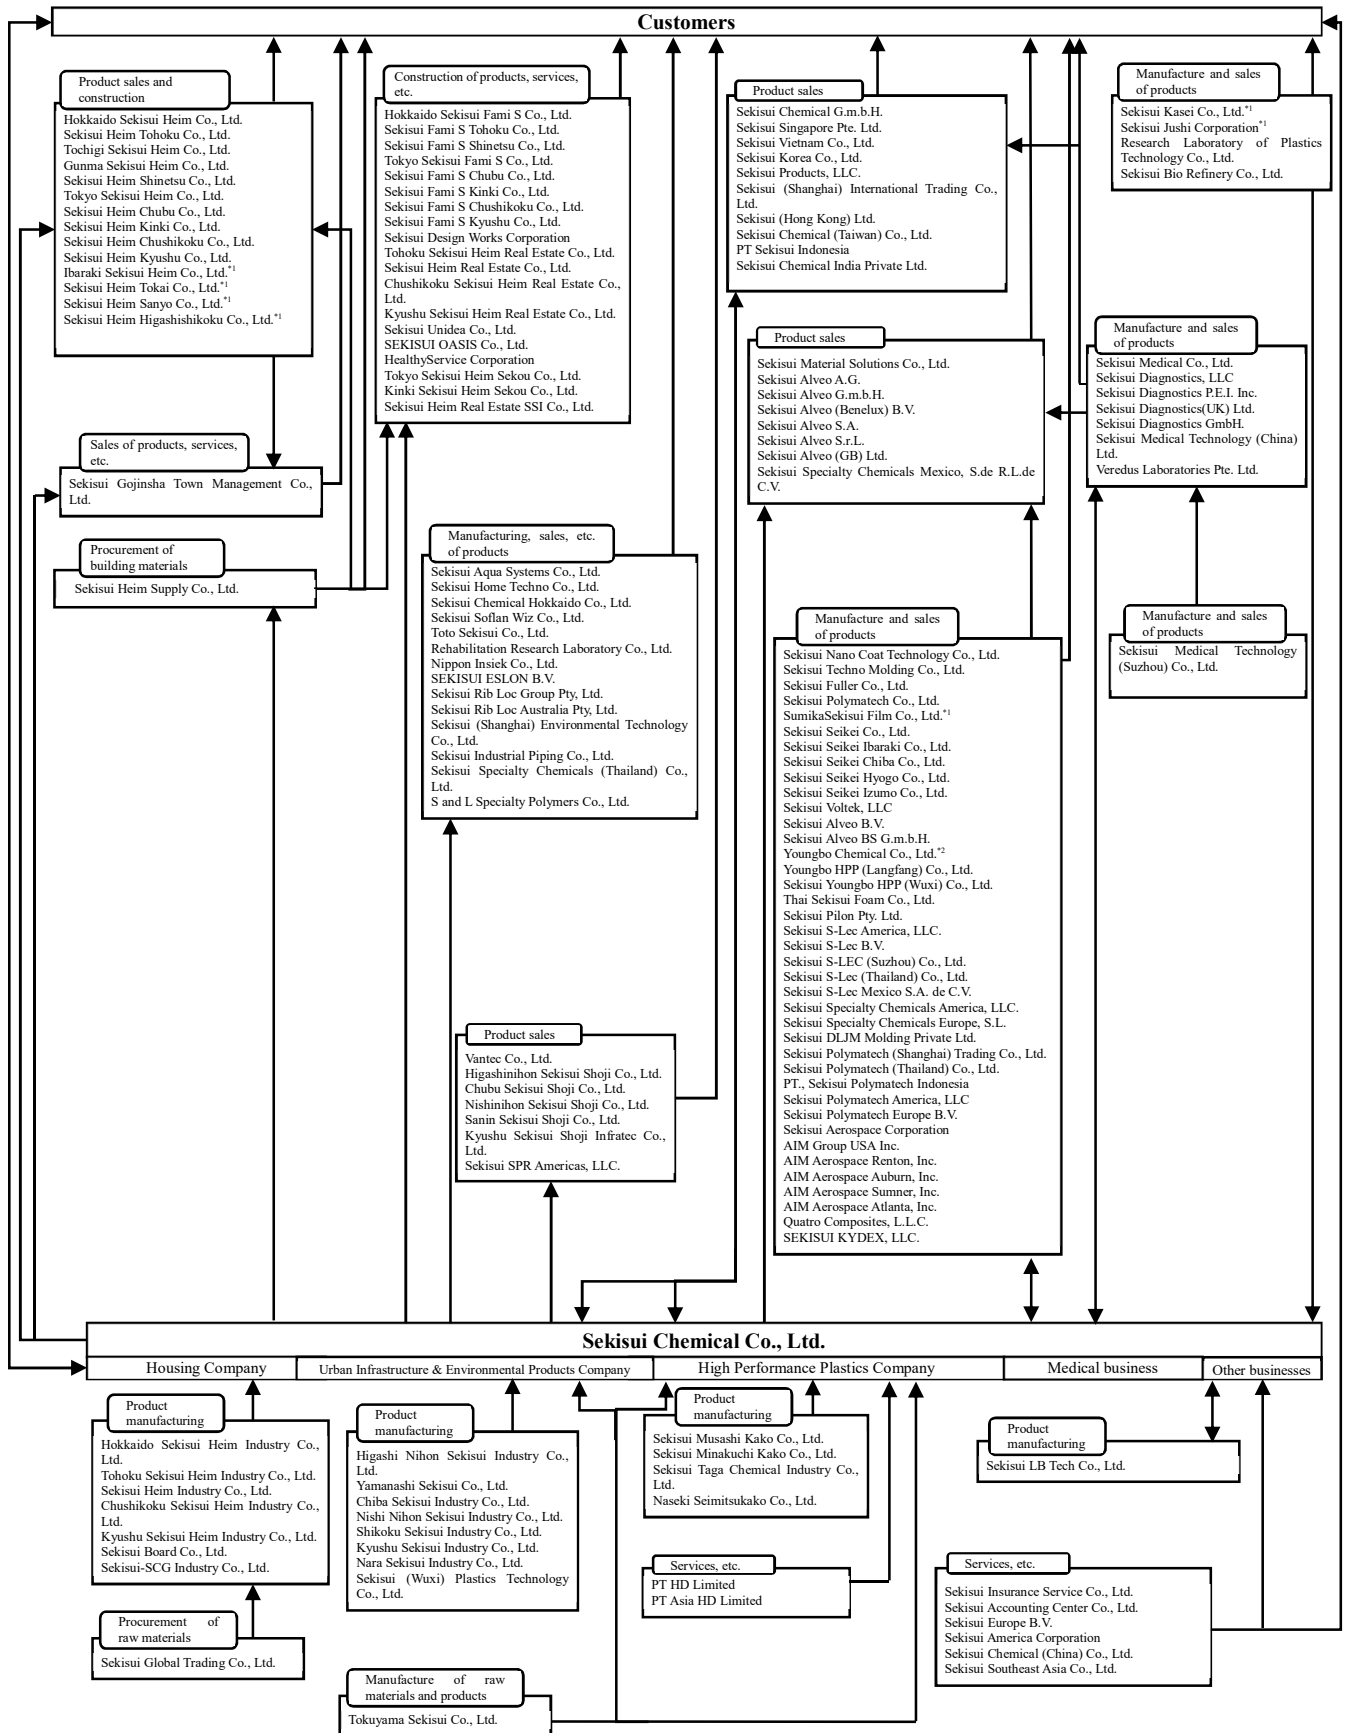 Customers
Product sales and
construction
Hokkaido Sekisui Heim Co., Ltd.
Sekisui Heim Tohoku Co., Ltd.
Tochigi Sekisui Heim Co., Ltd.
Gunma Sekisui Heim Co., Ltd.
Sekisui Heim Shinetsu Co., Ltd.
Tokyo Sekisui Heim Co., Ltd.
Sekisui Heim Chubu Co., Ltd.
Sekisui Heim Kinki Co., Ltd.
Sekisui Heim Chushikoku Co., Ltd.
Sekisui Heim Kyushu Co., Ltd.
Ibaraki Sekisui Heim Co., Ltd.*1
Sekisui Heim Tokai Co., Ltd.*1
Sekisui Heim Sanyo Co., Ltd.*1
Sekisui Heim Higashishikoku Co., Ltd.*1
Sales of products, services,
etc.
Sekisui Gojinsha Town Management Co.,
Ltd.
Procurement of
building materials
Sekisui Heim Supply Co., Ltd.
Construction of products, services,
etc.
Hokkaido Sekisui Fami S Co., Ltd.
Sekisui Fami S Tohoku Co., Ltd.
Sekisui Fami S Shinetsu Co., Ltd.
Tokyo Sekisui Fami S Co., Ltd.
Sekisui Fami S Chubu Co., Ltd.
Sekisui Fami S Kinki Co., Ltd.
Sekisui Fami S Chushikoku Co., Ltd.
Sekisui Fami S Kyushu Co., Ltd.
Sekisui Design Works Corporation
Tohoku Sekisui Heim Real Estate Co., Ltd.
Sekisui Heim Real Estate Co., Ltd.
Chushikoku Sekisui Heim Real Estate Co.,
Ltd.
Kyushu Sekisui Heim Real Estate Co., Ltd.
Sekisui Unidea Co., Ltd.
SEKISUI OASIS Co., Ltd.
HealthyService Corporation
Tokyo Sekisui Heim Sekou Co., Ltd.
Kinki Sekisui Heim Sekou Co., Ltd.
Sekisui Heim Real Estate SSI Co., Ltd.
Manufacturing, sales, etc.
of products
Sekisui Aqua Systems Co., Ltd.
Sekisui Home Techno Co., Ltd.
Sekisui Chemical Hokkaido Co., Ltd.
Sekisui Soflan Wiz Co., Ltd.
Toto Sekisui Co., Ltd.
Rehabilitation Research Laboratory Co., Ltd.
Nippon Insiek Co., Ltd.
SEKISUI ESLON B.V.
Sekisui Rib Loc Group Pty, Ltd.
Sekisui Rib Loc Australia Pty, Ltd.
Sekisui (Shanghai) Environmental Technology
Co., Ltd.
Sekisui Industrial Piping Co., Ltd.
Sekisui Specialty Chemicals (Thailand) Co.,
Ltd.
S and L Specialty Polymers Co., Ltd.
Product sales
Vantec Co., Ltd.
Higashinihon Sekisui Shoji Co., Ltd.
Chubu Sekisui Shoji Co., Ltd.
Nishinihon Sekisui Shoji Co., Ltd.
Sanin Sekisui Shoji Co., Ltd.
Kyushu Sekisui Shoji Infratec Co.,
Ltd.
Sekisui SPR Americas, LLC.
Product sales
Sekisui Chemical G.m.b.H.
Sekisui Singapore Pte. Ltd.
Sekisui Vietnam Co., Ltd.
Sekisui Korea Co., Ltd.
Sekisui Products, LLC.
Sekisui (Shanghai) International Trading Co.,
Ltd.
Sekisui (Hong Kong) Ltd.
Sekisui Chemical (Taiwan) Co., Ltd.
PT Sekisui Indonesia
Sekisui Chemical India Private Ltd.
Product sales
Sekisui Material Solutions Co., Ltd.
Sekisui Alveo A.G.
Sekisui Alveo G.m.b.H.
Sekisui Alveo (Benelux) B.V.
Sekisui Alveo S.A.
Sekisui Alveo S.r.L.
Sekisui Alveo (GB) Ltd.
Sekisui Specialty Chemicals Mexico, S.de R.L.de
C.V.
Manufacture and sales
of products
Sekisui Nano Coat Technology Co., Ltd.
Sekisui Techno Molding Co., Ltd.
Sekisui Fuller Co., Ltd.
Sekisui Polymatech Co., Ltd.
SumikaSekisui Film Co., Ltd.*1
Sekisui Seikei Co., Ltd.
Sekisui Seikei Ibaraki Co., Ltd.
Sekisui Seikei Chiba Co., Ltd.
Sekisui Seikei Hyogo Co., Ltd.
Sekisui Seikei Izumo Co., Ltd.
Sekisui Voltek, LLC
Sekisui Alveo B.V.
Sekisui Alveo BS G.m.b.H.
Youngbo Chemical Co., Ltd.*2
Youngbo HPP (Langfang) Co., Ltd.
Sekisui Youngbo HPP (Wuxi) Co., Ltd.
Thai Sekisui Foam Co., Ltd.
Sekisui Pilon Pty. Ltd.
Sekisui S-Lec America, LLC.
Sekisui S-Lec B.V.
Sekisui S-LEC (Suzhou) Co., Ltd.
Sekisui S-Lec (Thailand) Co., Ltd.
Sekisui S-Lec Mexico S.A. de C.V.
Sekisui Specialty Chemicals America, LLC.
Sekisui Specialty Chemicals Europe, S.L.
Sekisui DLJM Molding Private Ltd.
Sekisui Polymatech (Shanghai) Trading Co., Ltd.
Sekisui Polymatech (Thailand) Co., Ltd.
PT., Sekisui Polymatech Indonesia
Sekisui Polymatech America, LLC
Sekisui Polymatech Europe B.V.
Sekisui Aerospace Corporation
AIM Group USA Inc.
AIM Aerospace Renton, Inc.
AIM Aerospace Auburn, Inc.
AIM Aerospace Sumner, Inc.
AIM Aerospace Atlanta, Inc.
Quatro Composites, L.L.C.
SEKISUI KYDEX, LLC.
Manufacture and sales
of products
Sekisui Kasei Co., Ltd.*1
Sekisui Jushi Corporation*1
Research Laboratory of Plastics
Technology Co., Ltd.
Sekisui Bio Refinery Co., Ltd.
Manufacture and sales
of products
Sekisui Medical Co., Ltd.
Sekisui Diagnostics, LLC
Sekisui Diagnostics P.E.I. Inc.
Sekisui Diagnostics(UK) Ltd.
Sekisui Diagnostics GmbH.
Sekisui Medical Technology (China)
Ltd.
Veredus Laboratories Pte. Ltd.
Manufacture and sales
of products
Sekisui Medical Technology
(Suzhou) Co., Ltd.
Sekisui Chemical Co., Ltd.
Housing Company
Urban Infrastructure & Environmental Products Company
High Performance Plastics Company
Medical business
Other businesses
Product
manufacturing
Hokkaido Sekisui Heim Industry Co.,
Ltd.
Tohoku Sekisui Heim Industry Co., Ltd.
Sekisui Heim Industry Co., Ltd.
Chushikoku Sekisui Heim Industry Co.,
Ltd.
Kyushu Sekisui Heim Industry Co., Ltd.
Sekisui Board Co., Ltd.
Sekisui-SCG Industry Co., Ltd.
Procurement of
raw materials
Sekisui Global Trading Co., Ltd.
Product
manufacturing
Higashi Nihon Sekisui Industry Co.,
Ltd.
Yamanashi Sekisui Co., Ltd.
Chiba Sekisui Industry Co., Ltd.
Nishi Nihon Sekisui Industry Co., Ltd.
Shikoku Sekisui Industry Co., Ltd.
Kyushu Sekisui Industry Co., Ltd.
Nara Sekisui Industry Co., Ltd.
Sekisui (Wuxi) Plastics Technology
Co., Ltd.
Manufacture of raw
materials and products
Tokuyama Sekisui Co., Ltd.
Product
manufacturing
Sekisui Musashi Kako Co., Ltd.
Sekisui Minakuchi Kako Co., Ltd.
Sekisui Taga Chemical Industry Co.,
Ltd.
Naseki Seimitsukako Co., Ltd.
Services, etc.
PT HD Limited
PT Asia HD Limited
Product
manufacturing
Sekisui LB Tech Co., Ltd.
Services, etc.
Sekisui Insurance Service Co., Ltd.
Sekisui Accounting Center Co., Ltd.
Sekisui Europe B.V.
Sekisui America Corporation
Sekisui Chemical (China) Co., Ltd.
Sekisui Southeast Asia Co., Ltd.